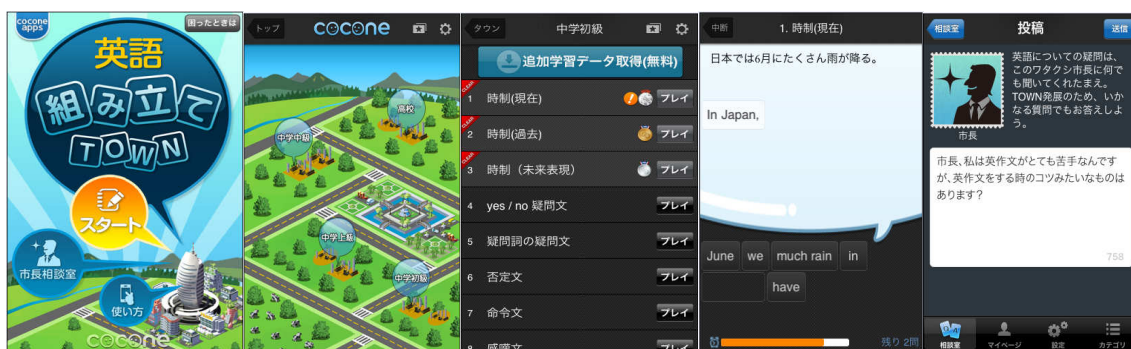 cocone
apps
困ったときは
英語
組み立て
TOWN
スタート
市長相談室
使い方
cocone
トップ
cocone
高校
中学中級
中学上級
中学初級
タウン
中学初級
追加学習データ取得(無料)
CLEAR
1 時制(現在) プレイ
CLEAR
2 時制(過去) プレイ
CLEAR
3 時制（未来表現） プレイ
4 yes / no 疑問文 プレイ
5 疑問詞の疑問文 プレイ
6 否定文 プレイ
7 命令文 プレイ
8 感嘆文 プレイ
中断
1. 時制(現在)
日本では6月にたくさん雨が降る。
In Japan,
June we much rain in
have
残り 2問
相談室
投稿
送信
英語についての疑問は、
このワタクシ市長に何で
も聞いてくれたまえ。
TOWN発展のため、いか
なる質問でもお答えしよ
う。
市長
市長、私は英作文がとても苦手なんです
が、英作文をする時のコツみたいなものは
あります?
758
Q&A
相談室
マイページ
設定
カテゴリ